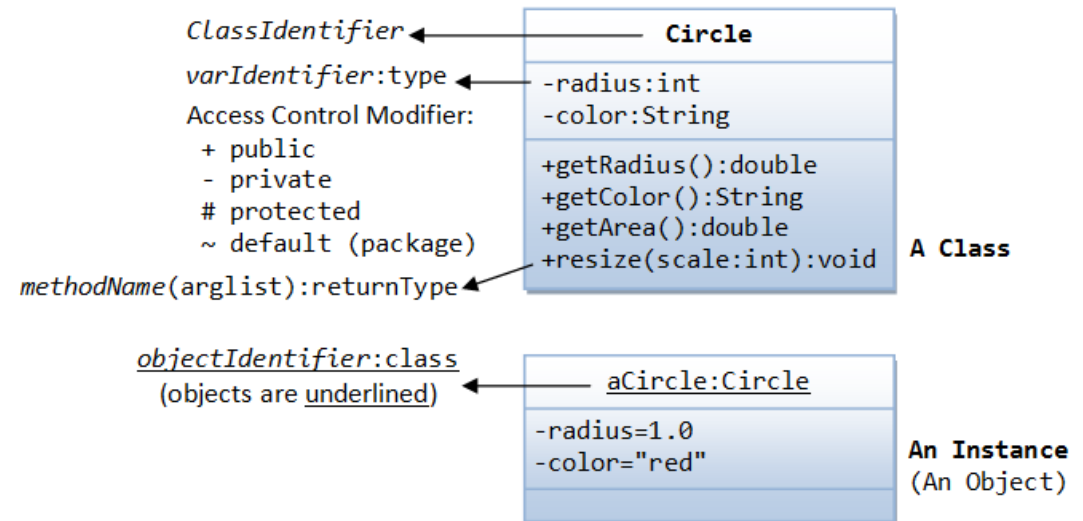 ClassIdentifier
Circle
varIdentifier:type
-radius:int
-color:String
Access Control Modifier:
+ public
- private
# protected
~ default (package)
+getRadius():double
+getColor():String
+getArea():double
+resize(scale:int):void
A Class
methodName(arglist):returnType
objectIdentifier:class
(objects are underlined)
aCircle:Circle
-radius=1.0
-color="red"
An Instance
(An Object)